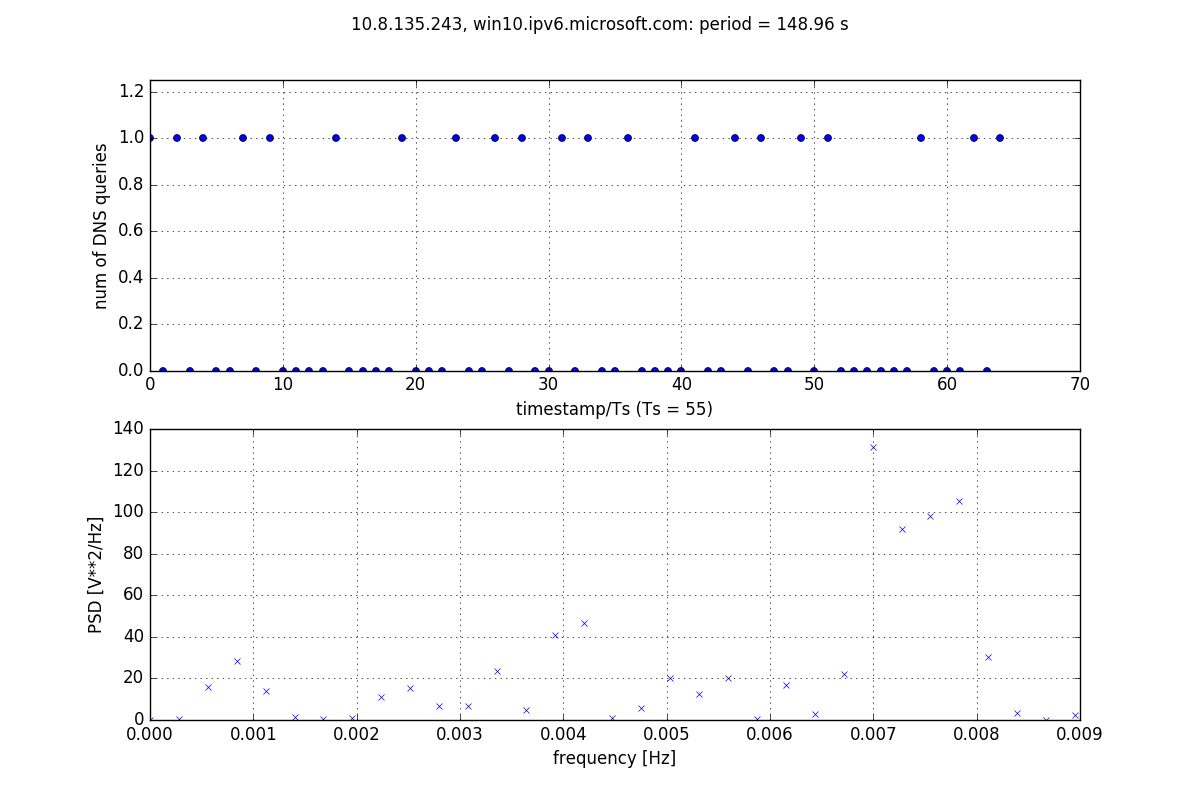 10.8.135.243, win10.ipv6.microsoft.com: period = 148.96 s
num of DNS queries
1.2
1.0
0.8
0.6
0.4
0.2
0.0
0 10 20 30 40 50 60 70
timestamp/Ts (Ts = 55)
PSD [V**2/Hz]
140
120
100
80
60
40
20
0
0.000 0.001 0.002 0.003 0.004 0.005 0.006 0.007 0.008 0.009
frequency [Hz]